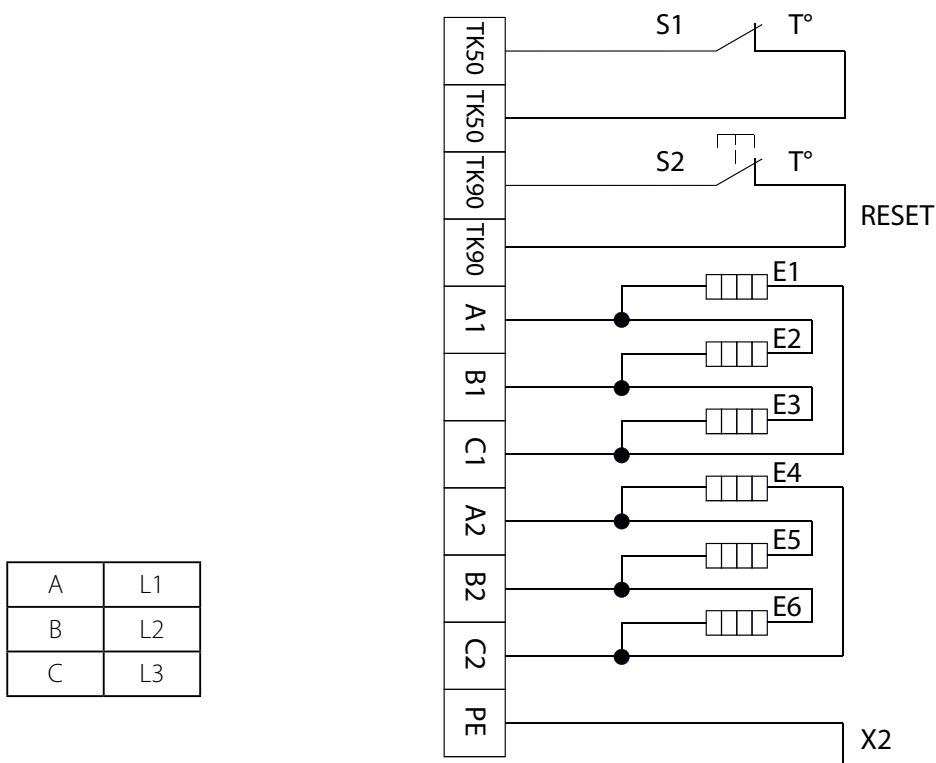 TK50
TK50
TK90
TK90
A1
B1
C1
A2
B2
C2
PE
S1 T°
S2 T°
RESET
E1
E2
E3
E4
E5
E6
X2
A L1
B L2
C L3